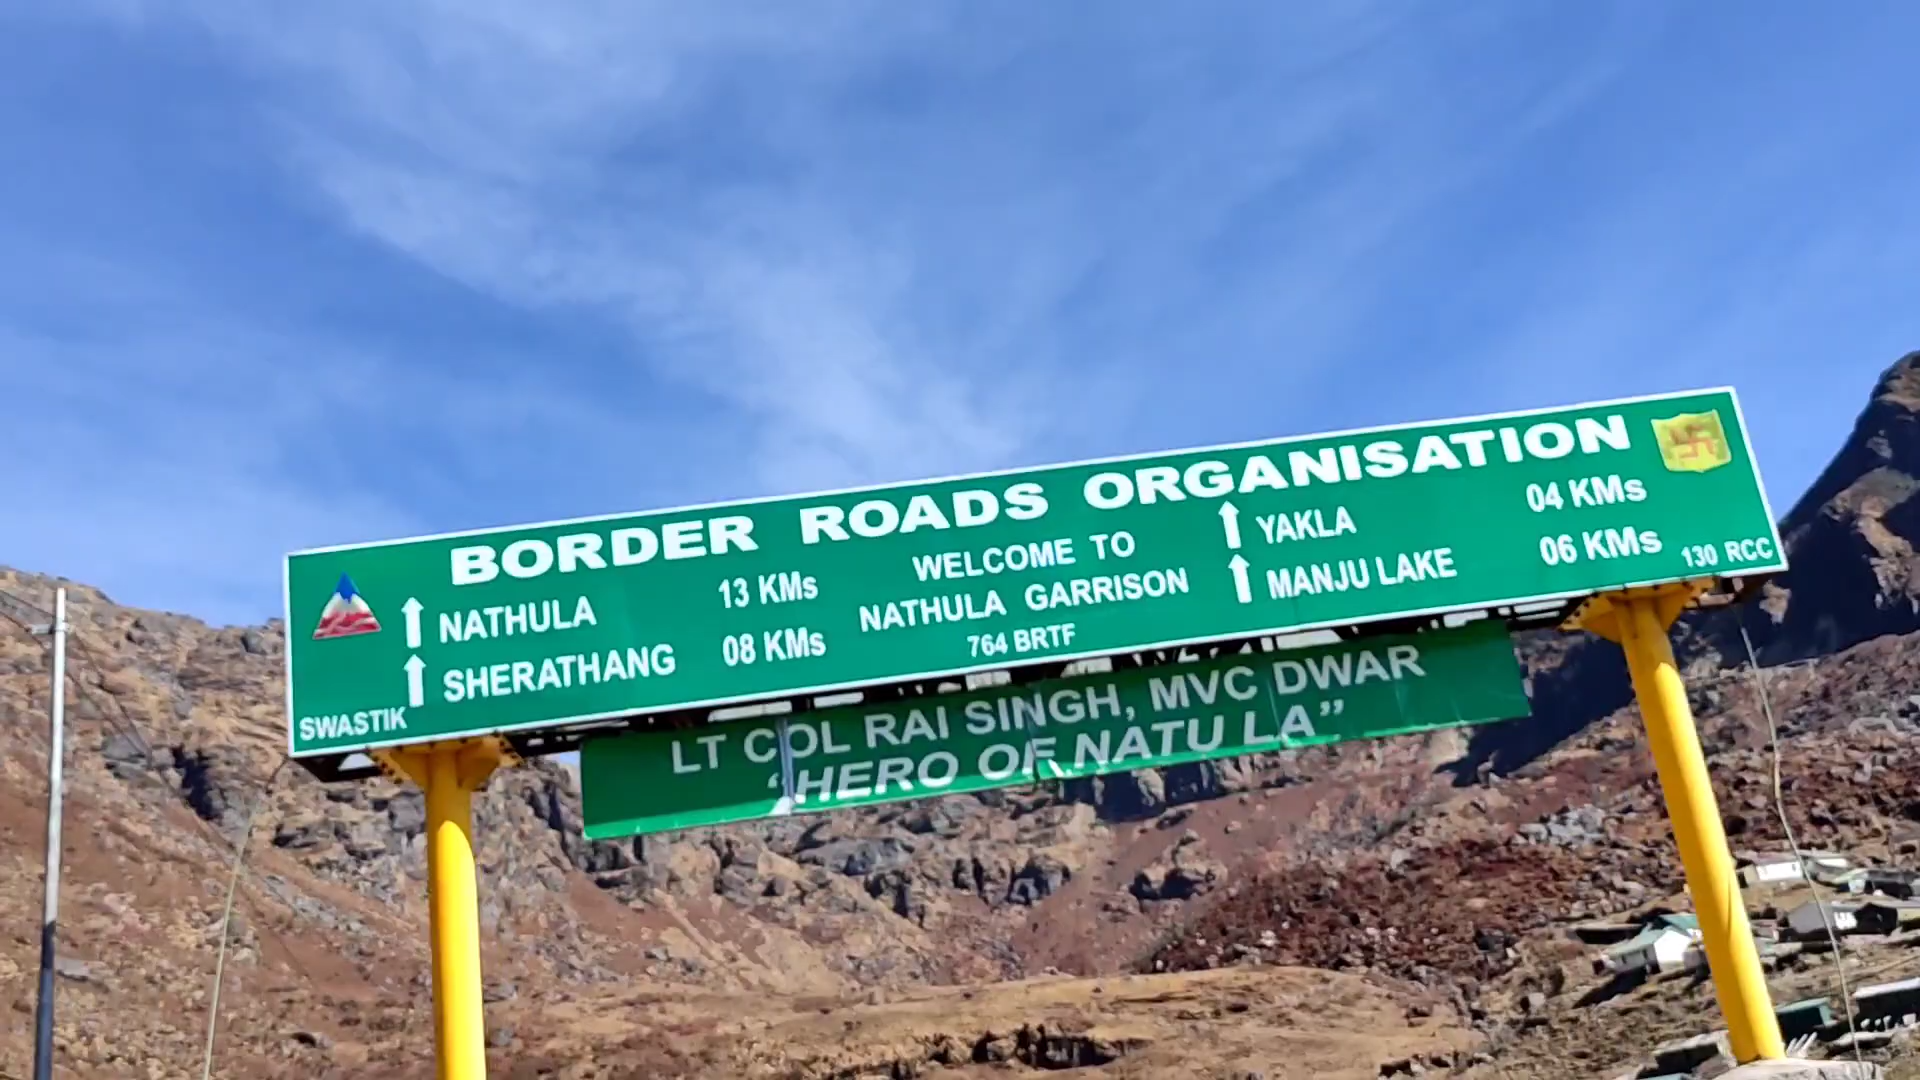 BORDER ROADS ORGANISATION
NATHULA 13 KMs
SHERATHANG 08 KMs
SWASTIK
WELCOME TO
NATHULA GARRISON
764 BRTF
YAKLA 04 KMs
MANJU LAKE 06 KMs
130 RCC
LT COL RAI SINGH, MVC DWAR
"HERO OF NATU LA"